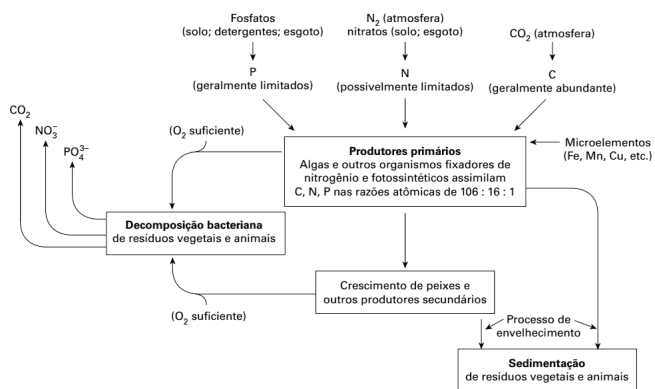 Fosfatos
(solo; detergentes; esgoto)
N₂ (atmosfera)
nitratos (solo; esgoto)
CO₂ (atmosfera)
P
(geralmente limitados)
N
(possivelmente limitados)
C
(geralmente abundante)
CO₂
NO₃⁻
PO₄³⁻
(O₂ suficiente)
Produtores primários
Algas e outros organismos fixadores de
nitrogênio e fotossintéticos assimilam
C, N, P nas razões atômicas de 106 : 16 : 1
Microelementos
(Fe, Mn, Cu, etc.)
Decomposição bacteriana
de resíduos vegetais e animais
Crescimento de peixes e
outros produtores secundários
(O₂ suficiente)
Processo de
envelhecimento
Sedimentação
de resíduos vegetais e animais